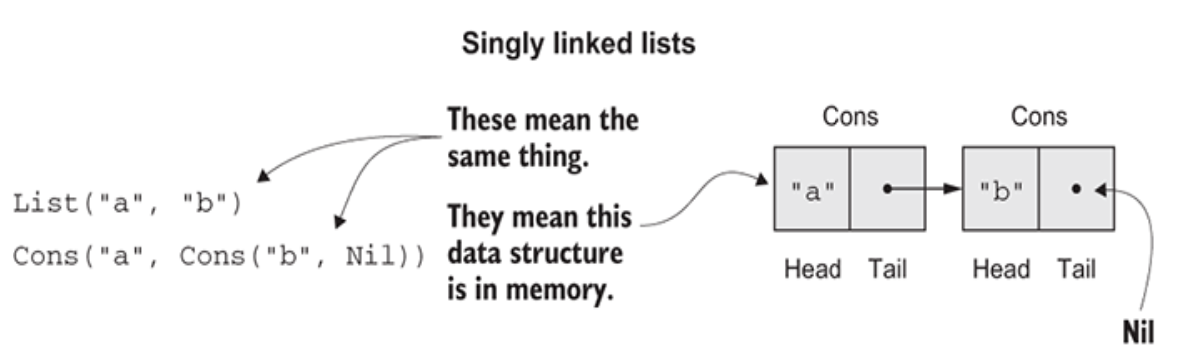 Singly linked lists
These mean the
same thing.
List("a", "b")
Cons("a", Cons("b", Nil))
They mean this
data structure
is in memory.
Cons Cons
"a" "b"
Head Tail Head Tail
Nil